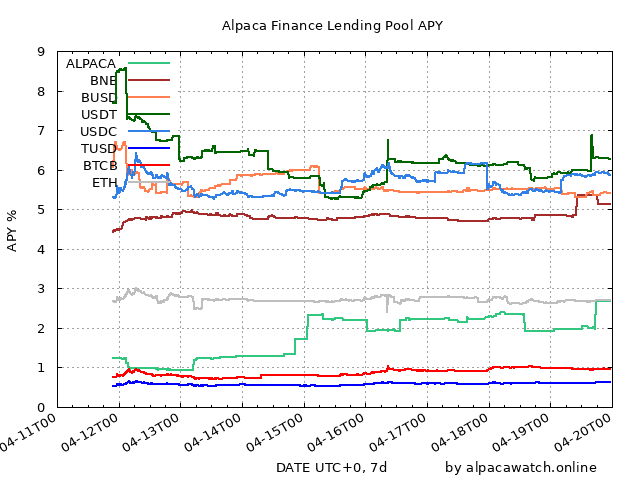 Alpaca Finance Lending Pool APY
9
8
7
6
5
4
3
2
1
0
APY %
ALPACA
BNB
BUSD
USDT
USDC
TUSD
BTCB
ETH
04-11T00
04-12T00
04-13T00
04-14T00
04-15T00
04-16T00
04-17T00
04-18T00
04-19T00
04-20T00
DATE UTC+0, 7d by alpacawatch.online